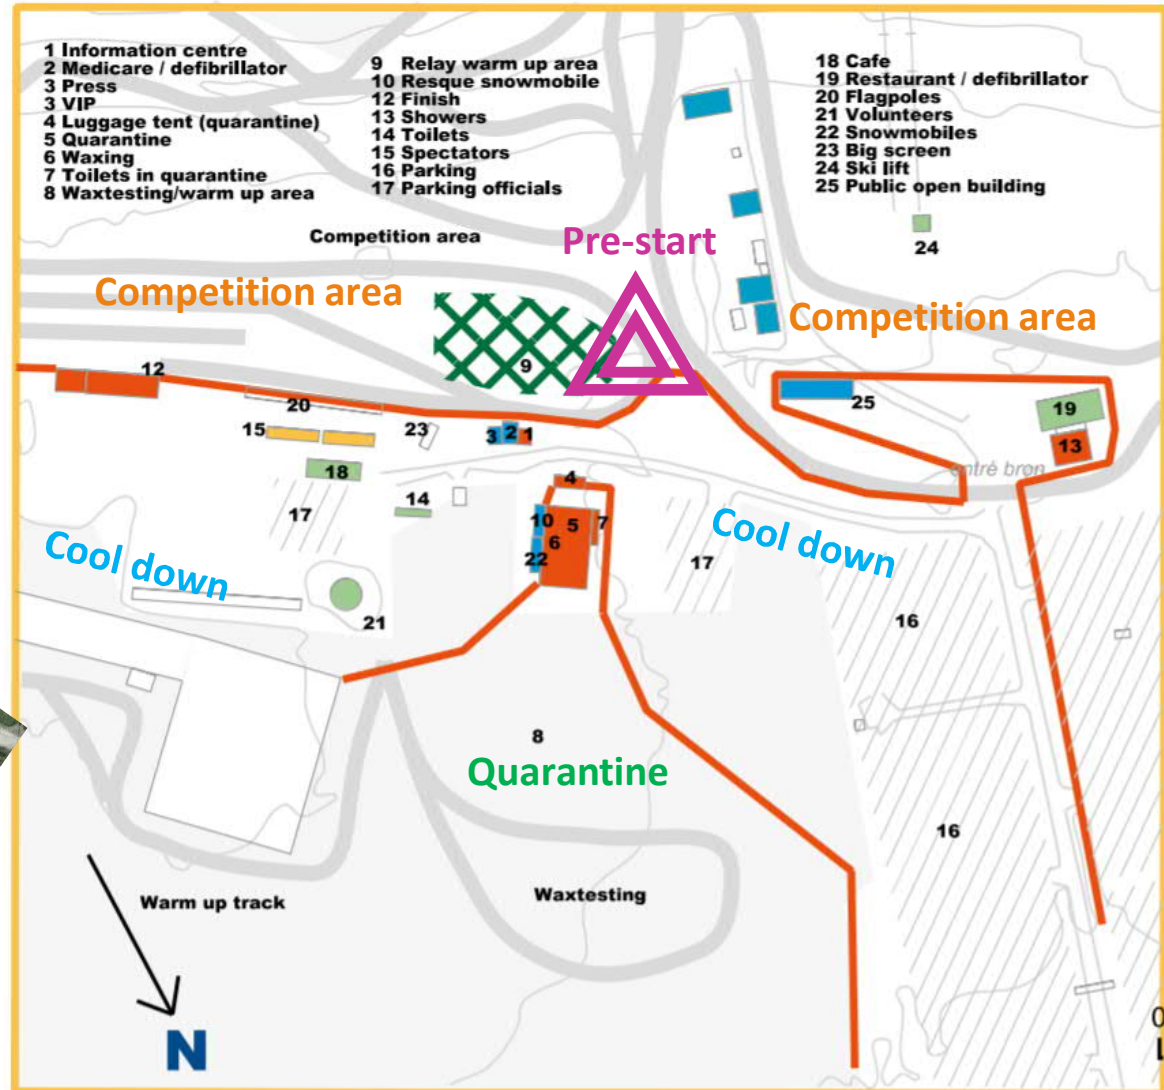 1 Information centre
2 Medicare / defibrillator
3 Press
3 VIP
4 Luggage tent (quarantine)
5 Quarantine
6 Waxing
7 Toilets in quarantine
8 Waxtesting/warm up area
9 Relay warm up area
10 Resque snowmobile
12 Finish
13 Showers
14 Toilets
15 Spectators
16 Parking
17 Parking officials
18 Cafe
19 Restaurant / defibrillator
20 Flagpoles
21 Volunteers
22 Snowmobiles
23 Big screen
24 Ski lift
25 Public open building
Competition area
Pre-start
24
Competition area
Competition area
9
12
20
25
19
15
23
3 2 1
13
18
entré bron
4
14
17
10 5 7
6
22
17
Cool down
Cool down
21
16
8
Quarantine
16
Warm up track
Waxtesting
N
0
L